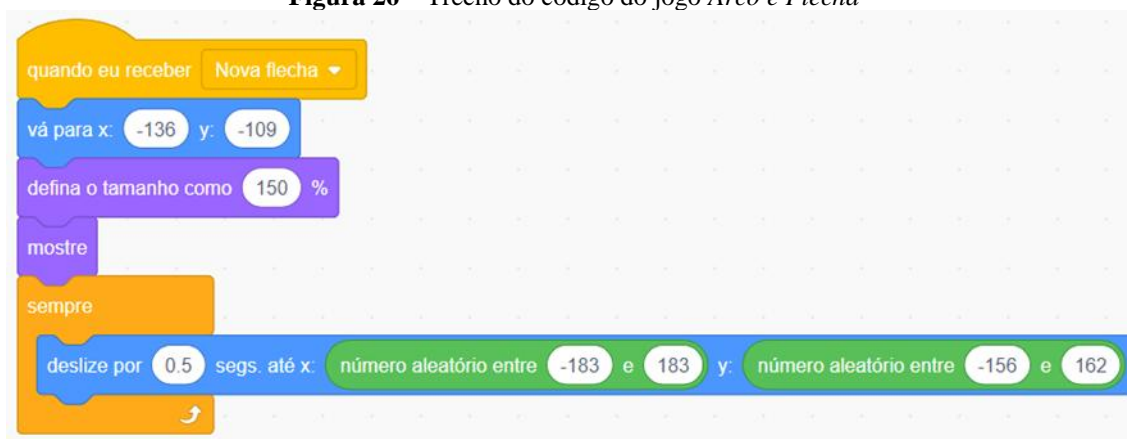 Figura 26 – Trecho do código do jogo Arco e Flecha
quando eu receber Nova flecha
vá para x: -136 y: -109
defina o tamanho como 150 %
mostre
sempre
deslize por 0.5 segs. até x: número aleatório entre -183 e 183 y: número aleatório entre -156 e 162